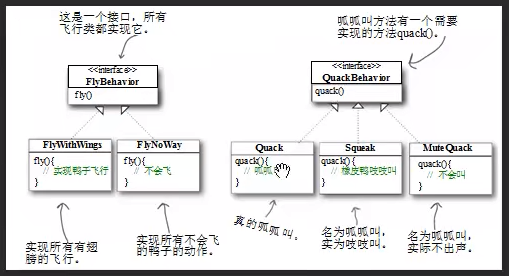 这是一个接口，所有
飞行类都实现它。
呱呱叫方法有一个需要
实现的方法quack()。
<<interface>>
FlyBehavior
fly()
<<interface>>
QuackBehavior
quack()
FlyWithWings
fly(){
// 实现鸭子飞行
}
FlyNoWay
fly(){
// 不会飞
}
Quack
quack(){
// 呱呱
}
Squeak
quack(){
// 橡皮鸭吱吱叫
}
MuteQuack
quack(){
// 不会叫
}
实现所有有翅
膀的飞行。
实现所有不会飞
的鸭子的动作。
真的呱呱叫。
名为呱呱叫，
实为吱吱叫。
名为呱呱叫，
实际不出声。